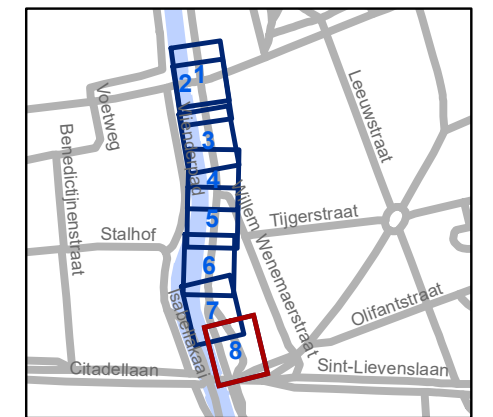 1
2
Voetweg
Leeuwstraat
3
Vlaanderpad
Benedictijnenstraat
4
Willem Wenemaerstraat
Tijgerstraat
5
Stalhof
6
Isabellakaai
7
Olifantstraat
8
Citadellaan
Sint-Lievenslaan